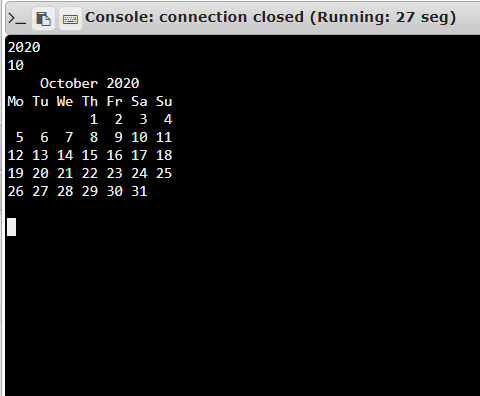 >_ Console: connection closed (Running: 27 seg)
2020
10
    October 2020
Mo Tu We Th Fr Sa Su
          1  2  3  4
 5  6  7  8  9 10 11
12 13 14 15 16 17 18
19 20 21 22 23 24 25
26 27 28 29 30 31